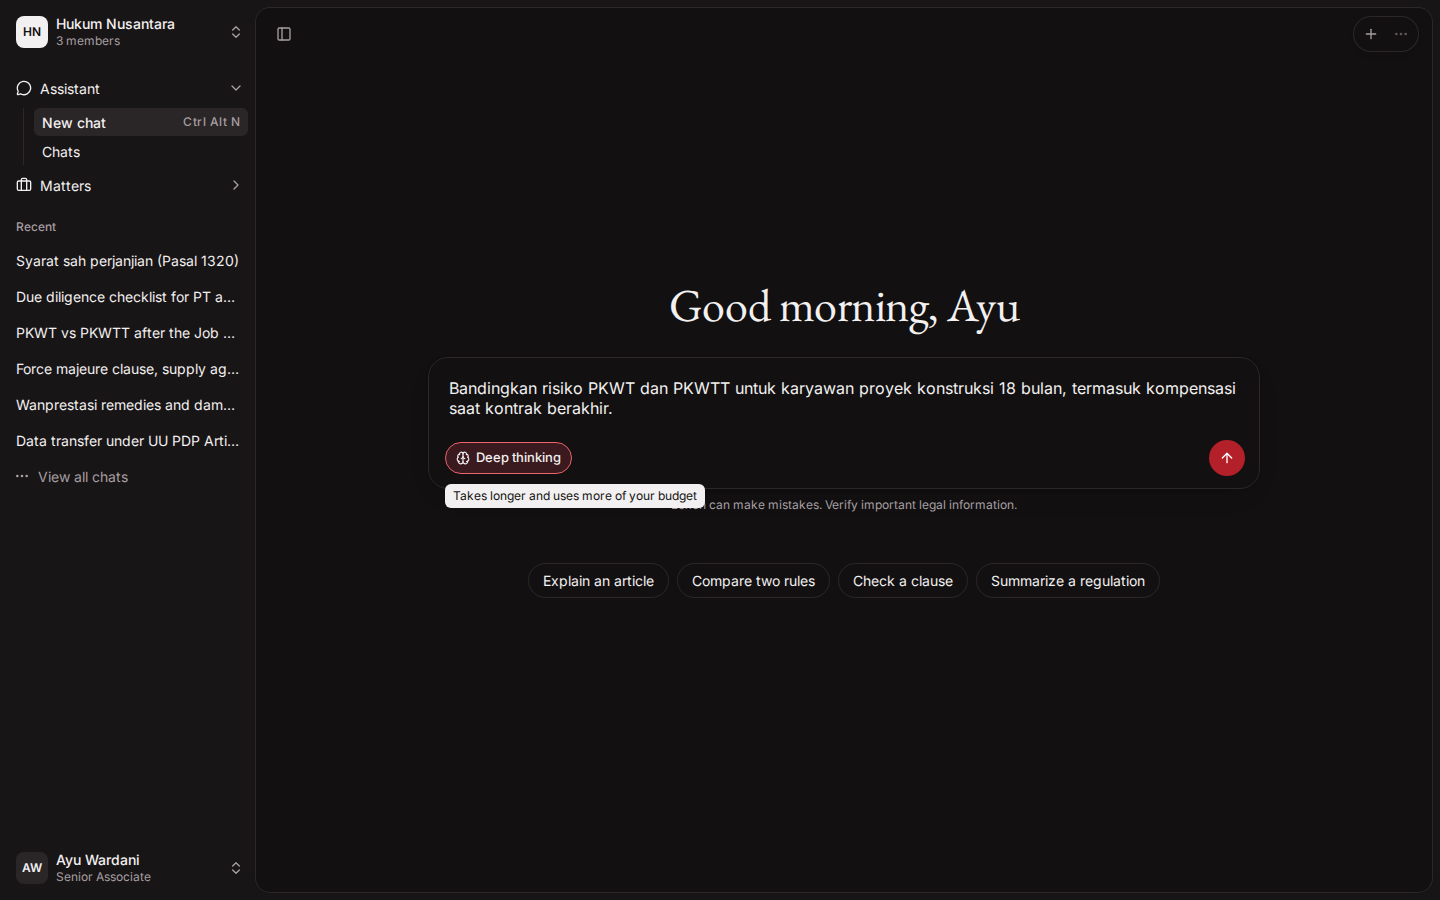 HN
Hukum Nusantara
3 members
Assistant
New chat
Ctrl Alt N
Chats
Matters
Recent
Syarat sah perjanjian (Pasal 1320)
Due diligence checklist for PT a...
PKWT vs PKWTT after the Job ...
Force majeure clause, supply ag...
Wanprestasi remedies and dam...
Data transfer under UU PDP Arti...
View all chats
AW
Ayu Wardani
Senior Associate
Good morning, Ayu
Bandingkan risiko PKWT dan PKWTT untuk karyawan proyek konstruksi 18 bulan, termasuk kompensasi
saat kontrak berakhir.
Deep thinking
Takes longer and uses more of your budget
can make mistakes. Verify important legal information.
Explain an article
Compare two rules
Check a clause
Summarize a regulation